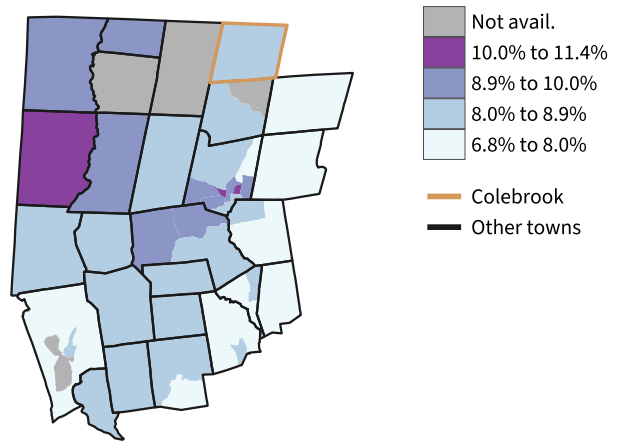 Not avail.
10.0% to 11.4%
8.9% to 10.0%
8.0% to 8.9%
6.8% to 8.0%
Colebrook
Other towns